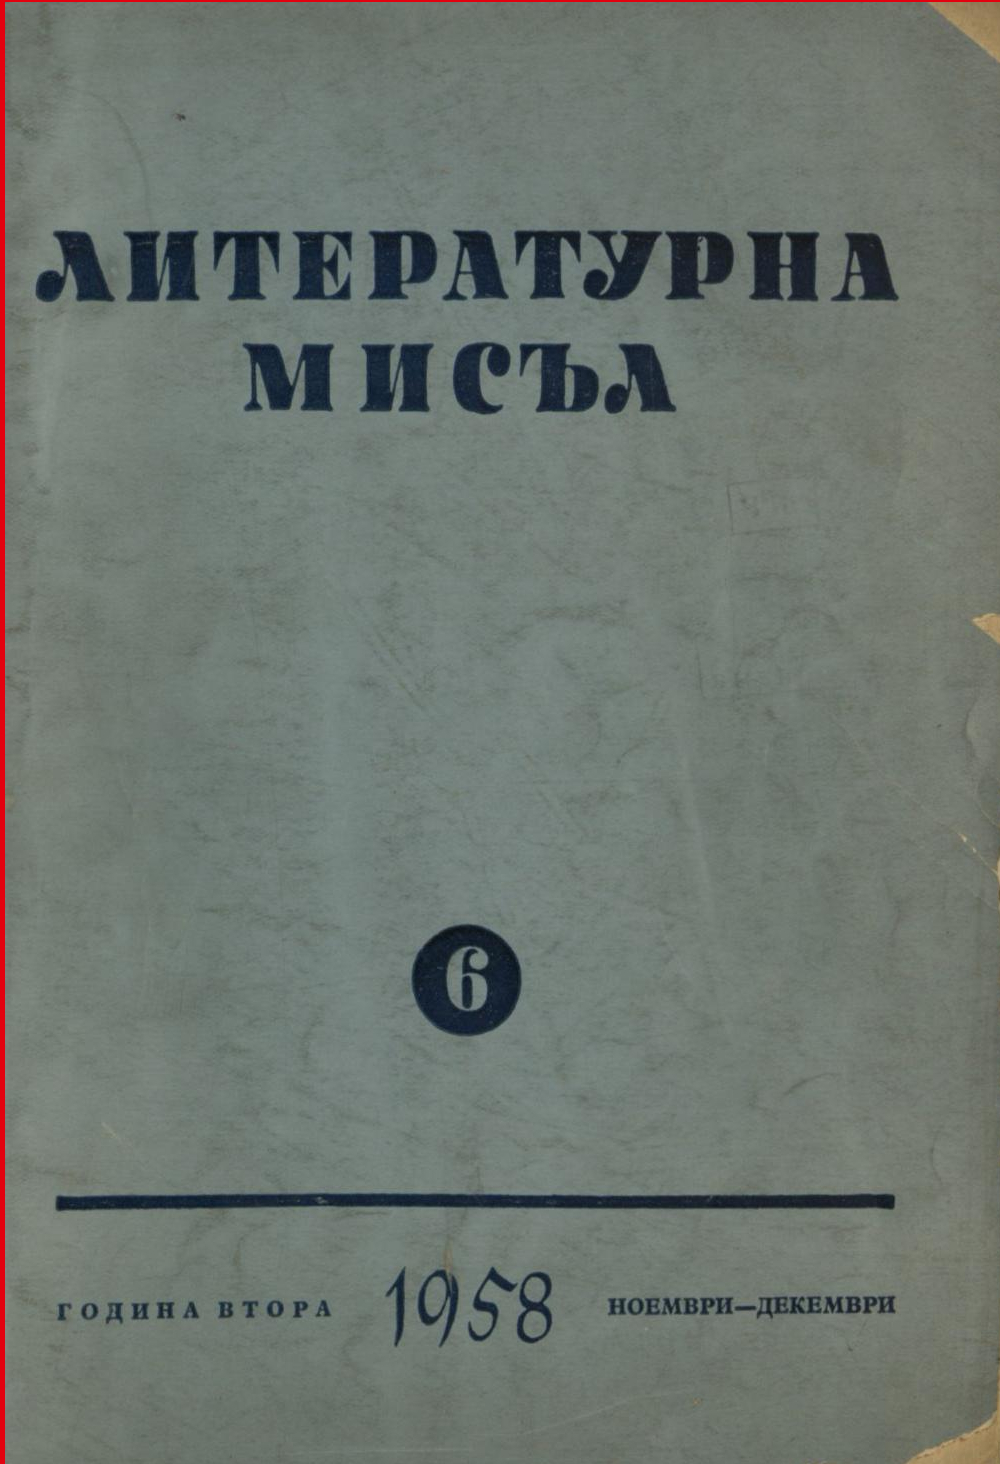 ЛИТЕРАТУРНА
МИСЪЛ
6
ГОДИНА ВТОРА 1958 НОЕМВРИ—ДЕКЕМВРИ